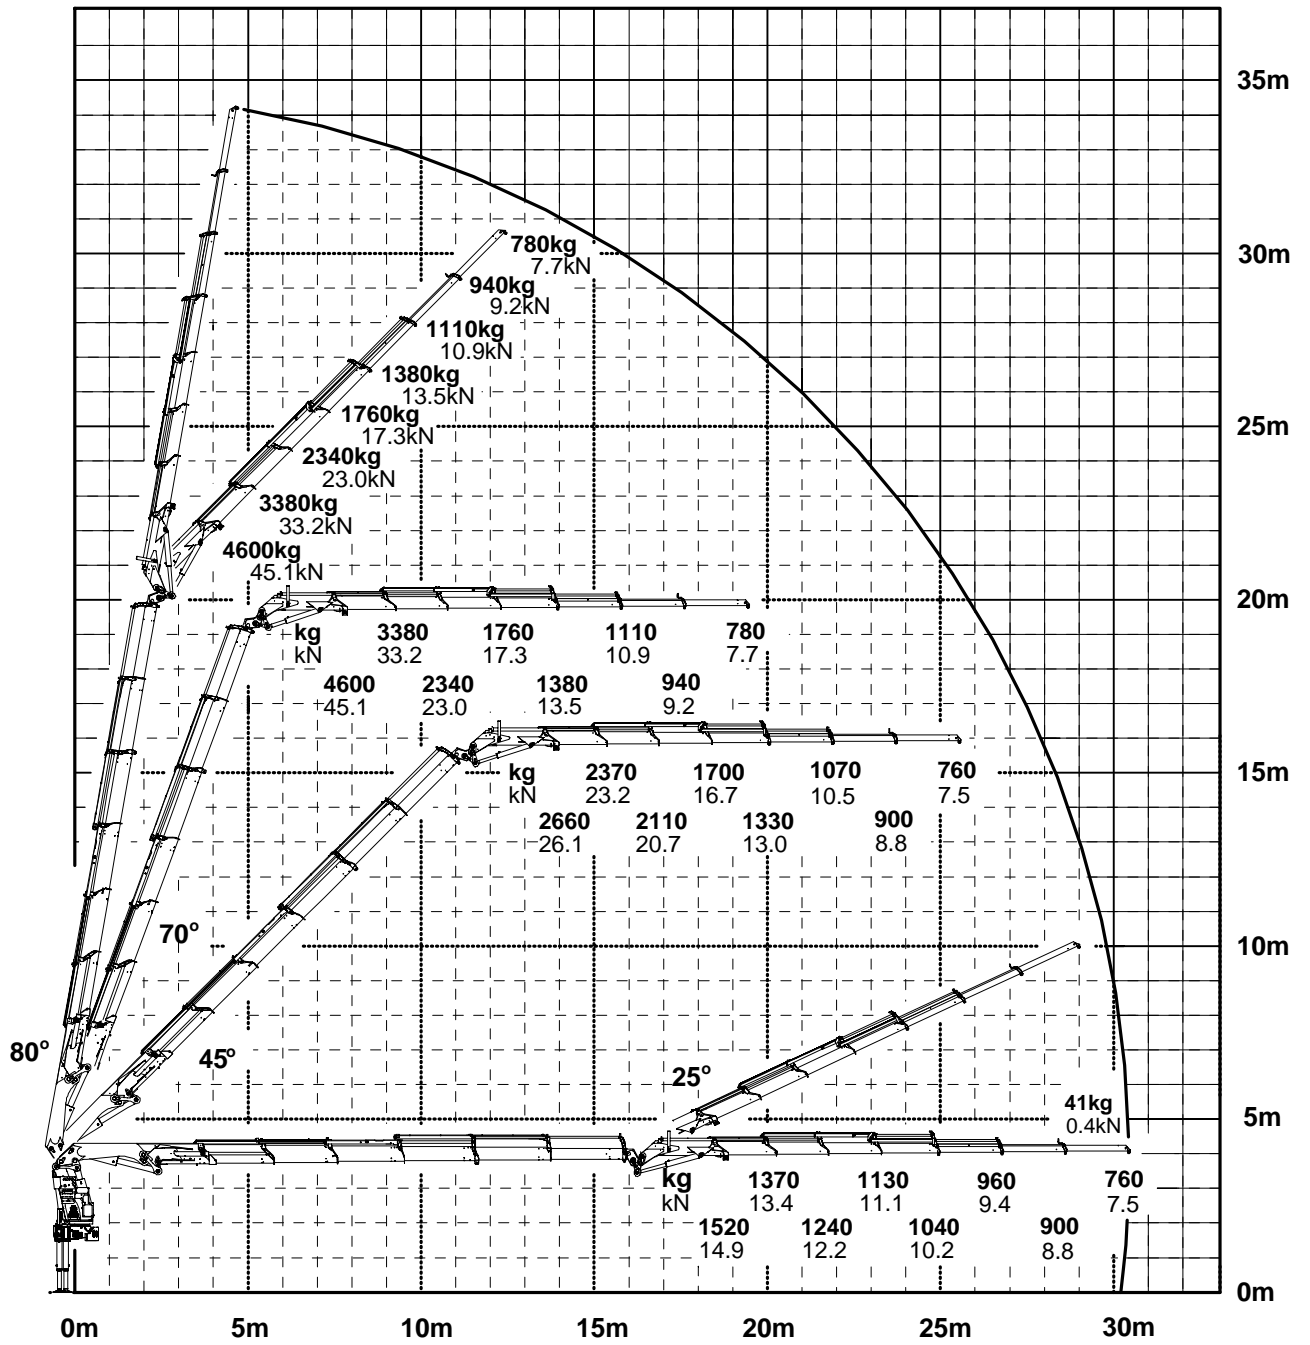 35m
780kg
7.7kN
30m
940kg
9.2kN
1110kg
10.9kN
1380kg
13.5kN
1760kg
17.3kN
25m
2340kg
23.0kN
3380kg
33.2kN
4600kg
45.1kN
20m
kg 3380 1760 1110 780
kN 33.2 17.3 10.9 7.7
4600 2340 1380 940
45.1 23.0 13.5 9.2
kg 2370 1700 1070 760
kN 23.2 16.7 10.5 7.5
15m
2660 2110 1330 900
26.1 20.7 13.0 8.8
70°
10m
80°
45°
25°
41kg
0.4kN
5m
kg 1370 1130 960 760
kN 13.4 11.1 9.4 7.5
1520 1240 1040 900
14.9 12.2 10.2 8.8
0m
0m 5m 10m 15m 20m 25m 30m